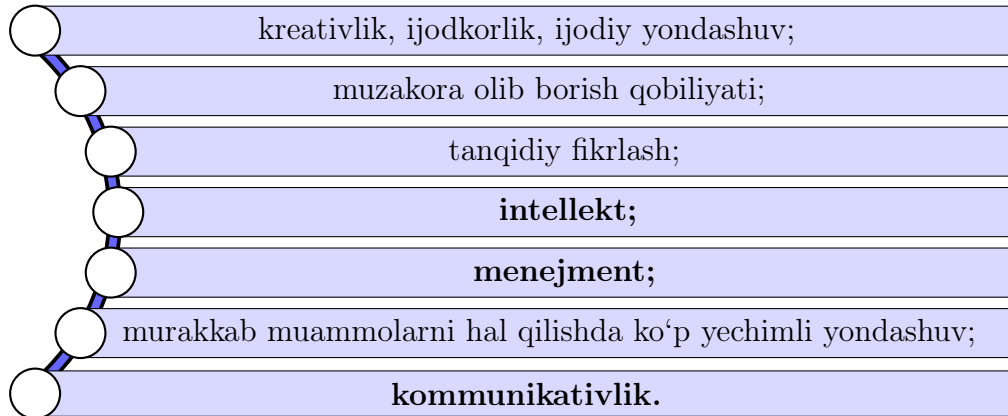 kreativlik, ijodkorlik, ijodiy yondashuv;
muzakora olib borish qobiliyati;
tanqidiy fikrlash;
intellekt;
menejment;
murakkab muammolarni hal qilishda ko‘p yechimli yondashuv;
kommunikativlik.